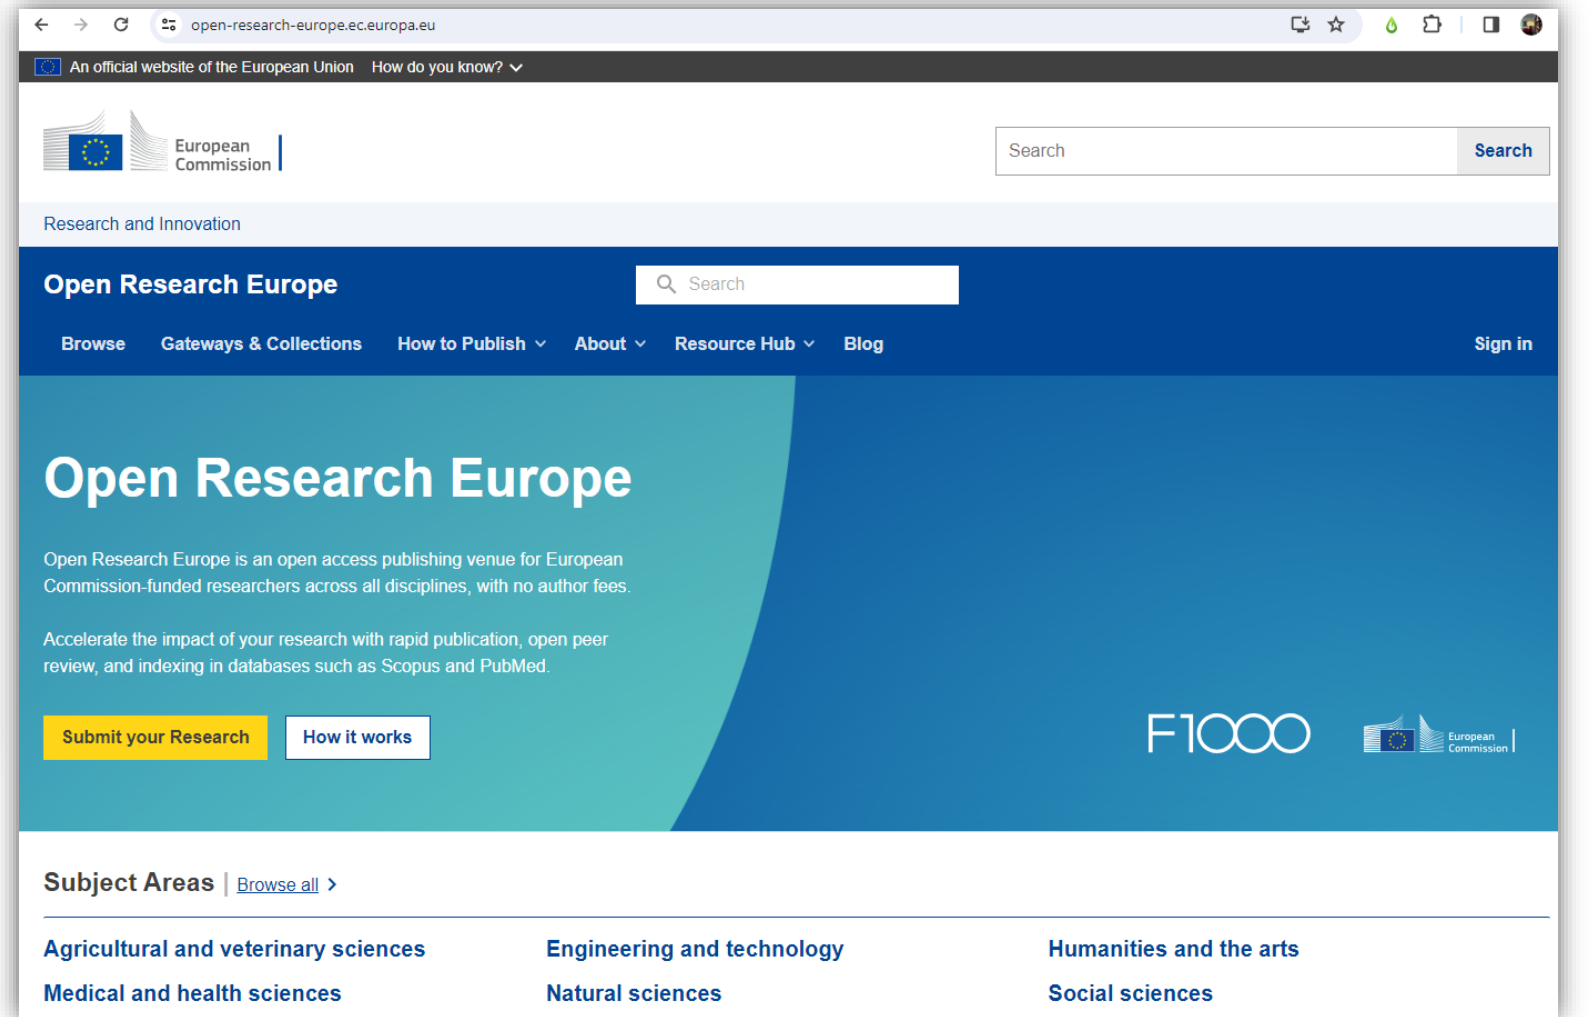 open-research-europe.ec.europa.eu
An official website of the European Union How do you know?
European
Commission
Search Search
Research and Innovation
Open Research Europe Search
Browse Gateways & Collections How to Publish About Resource Hub Blog Sign in
Open Research Europe
Open Research Europe is an open access publishing venue for European
Commission-funded researchers across all disciplines, with no author fees.
Accelerate the impact of your research with rapid publication, open peer
review, and indexing in databases such as Scopus and PubMed.
Submit your Research How it works
F1000
European
Commission
Subject Areas | Browse all
Agricultural and veterinary sciences Engineering and technology Humanities and the arts
Medical and health sciences Natural sciences Social sciences